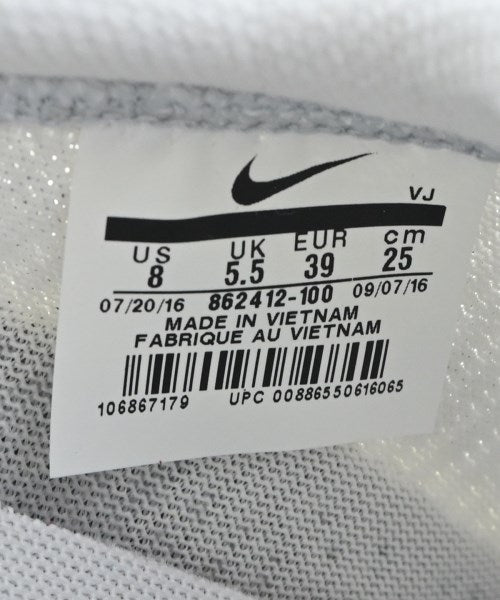 VJ
US UK EUR cm
8 5.5 39 25
07/20/16 862412-100 09/07/16
MADE IN VIETNAM
FABRIQUE AU VIETNAM
106867179 UPC 00886550616065